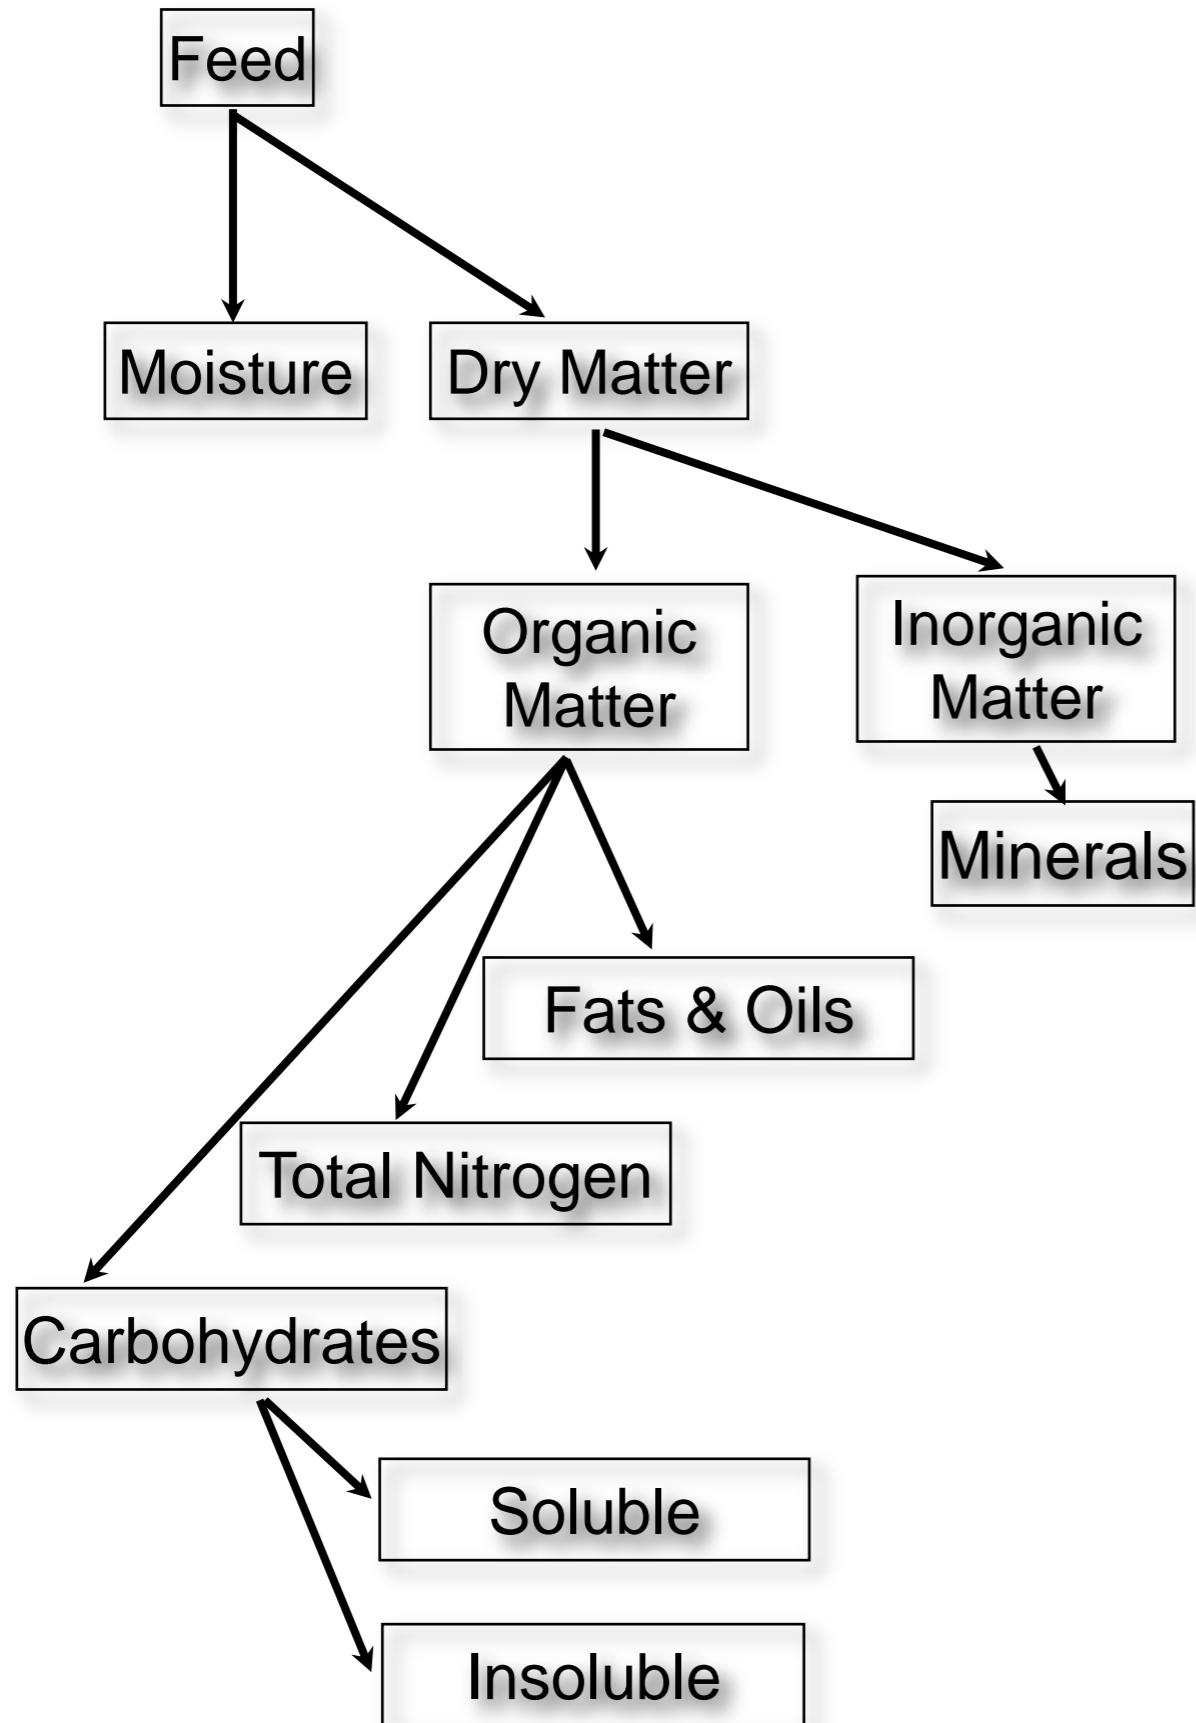 Feed
Moisture
Dry Matter
Organic
Matter
Inorganic
Matter
Minerals
Fats & Oils
Total Nitrogen
Carbohydrates
Soluble
Insoluble